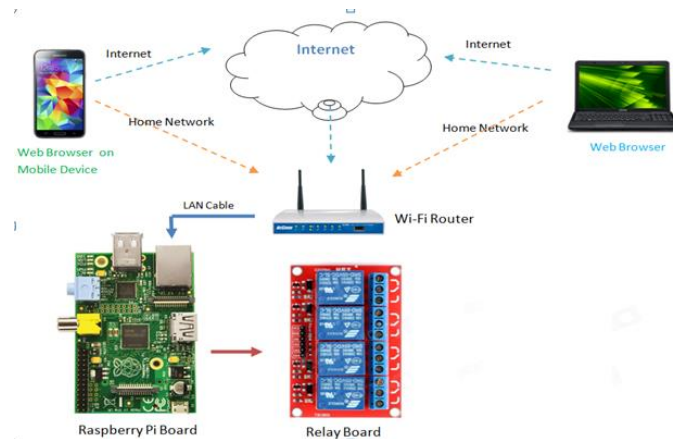 Internet
Internet
Internet
Home Network
Home Network
Web Browser on
Mobile Device
Web Browser
LAN Cable
Wi-Fi Router
Raspberry Pi Board
Relay Board